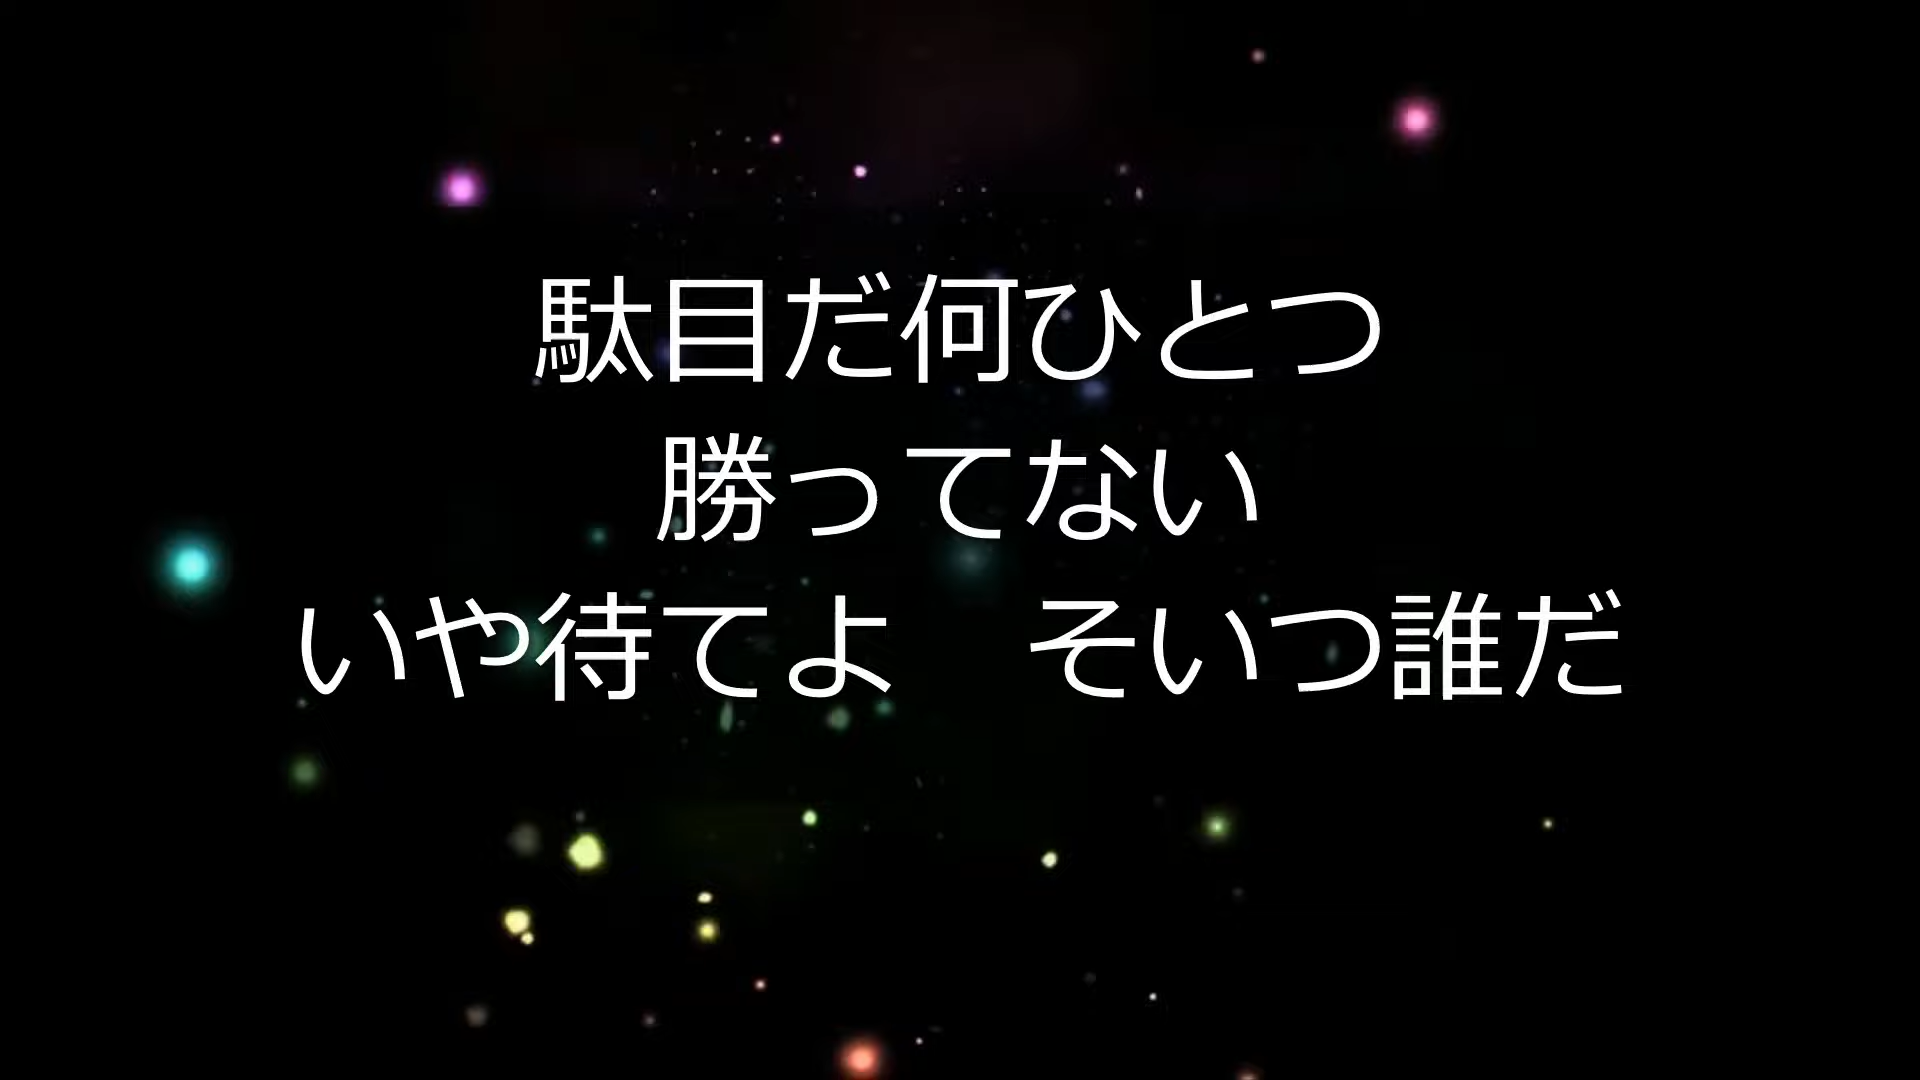 駄目だ何ひとつ
勝ってない
いや待てよ　そいつ誰だ